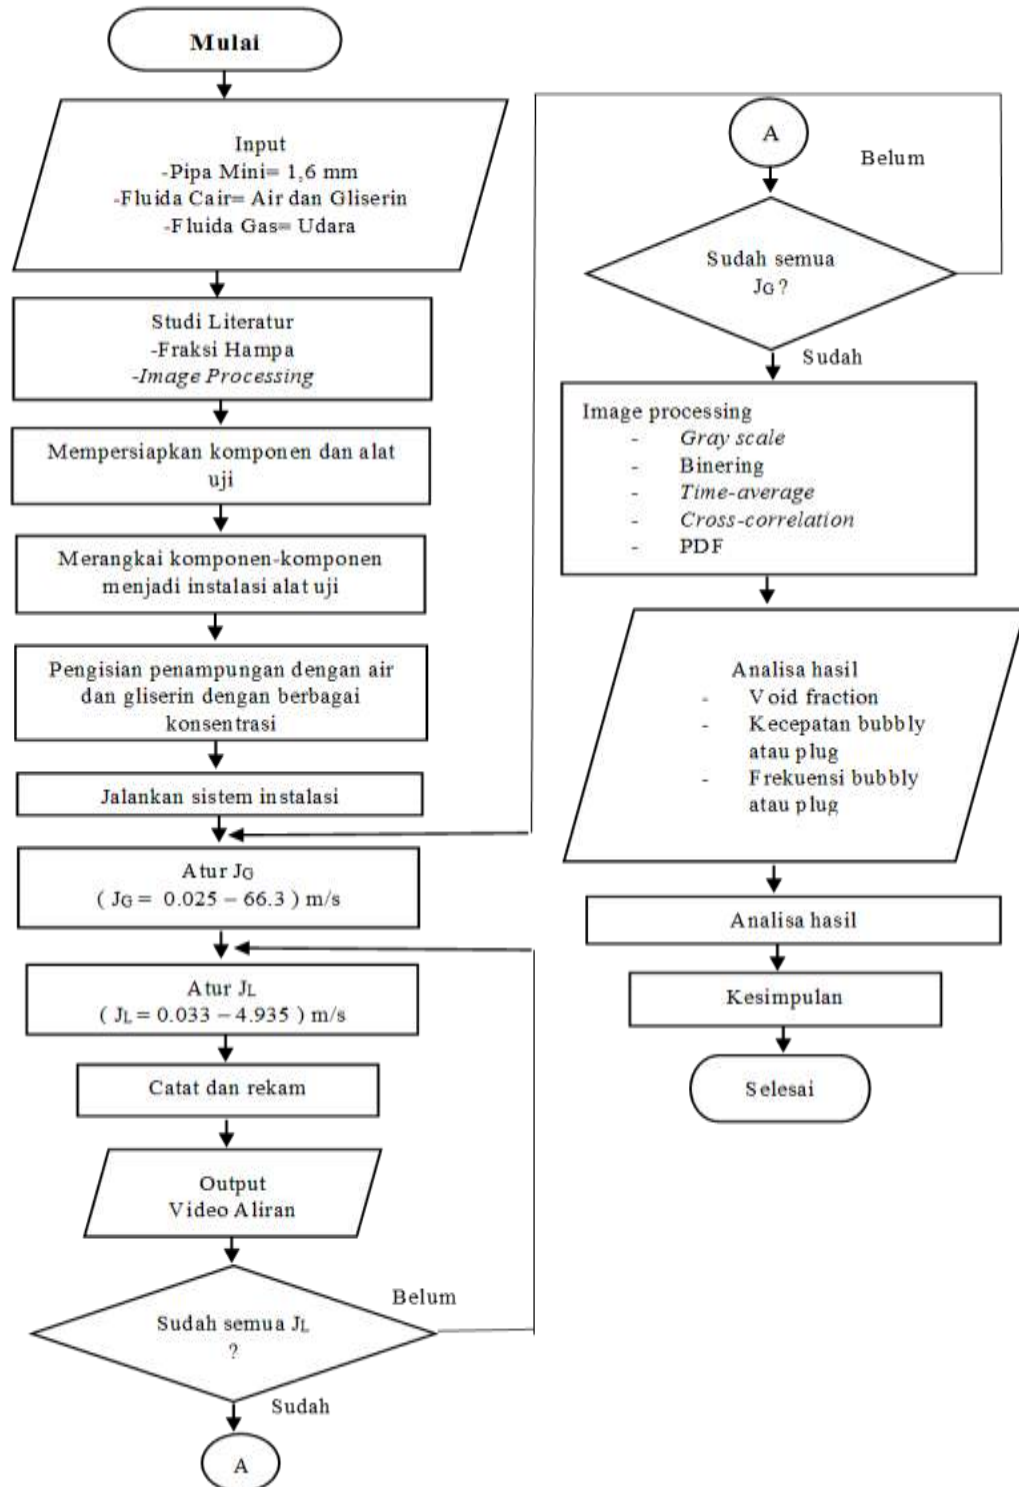 Mulai
Input
-Pipa Mini= 1,6 mm
-Fluida Cair= Air dan Gliserin
-Fluida Gas= Udara
Studi Literatur
-Fraksi Hampa
-Image Processing
Mempersiapkan komponen dan alat
uji
Merangkai komponen-komponen
menjadi instalasi alat uji
Pengisian penampungan dengan air
dan gliserin dengan berbagai
konsentrasi
Jalankan sistem instalasi
Atur JG
( JG = 0.025 – 66.3 ) m/s
Atur JL
( JL = 0.033 – 4.935 ) m/s
Catat dan rekam
Output
Video Aliran
Belum
Sudah semua JL
?
Sudah
A
A
Belum
Sudah semua
JG ?
Sudah
Image processing
- Gray scale
- Binering
- Time-average
- Cross-correlation
- PDF
Analisa hasil
- Void fraction
- Kecepatan bubbly
atau plug
- Frekuensi bubbly
atau plug
Analisa hasil
Kesimpulan
Selesai